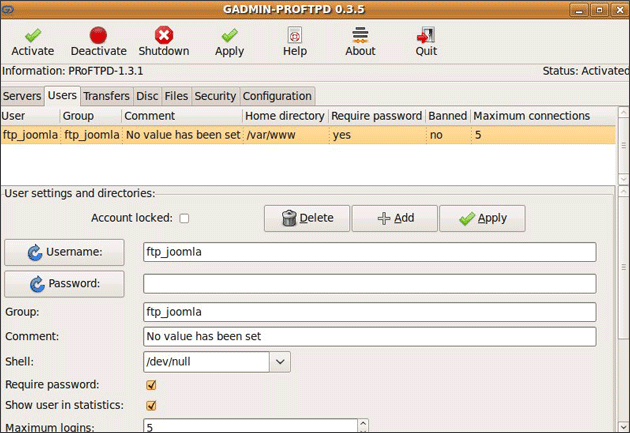 GADMIN-PROFTPD 0.3.5
Activate Deactivate Shutdown Apply Help About Quit
Information: PRoFTPD-1.3.1 Status: Activated
Servers Users Transfers Disc Files Security Configuration
User Group Comment Home directory Require password Banned Maximum connections
ftp_joomla ftp_joomla No value has been set /var/www yes no 5
User settings and directories:
Account locked: Delete Add Apply
Username: ftp_joomla
Password:
Group: ftp_joomla
Comment: No value has been set
Shell: /dev/null
Require password:
Show user in statistics:
Maximum logins: 5